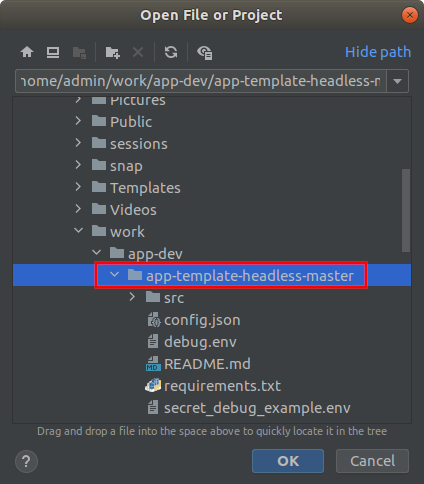 Open File or Project
Hide path
home/admin/work/app-dev/app-template-headless-m
Pictures
Public
sessions
snap
Templates
Videos
work
app-dev
app-template-headless-master
src
config.json
debug.env
MD README.md
requirements.txt
secret_debug_example.env
Drag and drop a file into the space above to quickly locate it in the tree
? OK Cancel